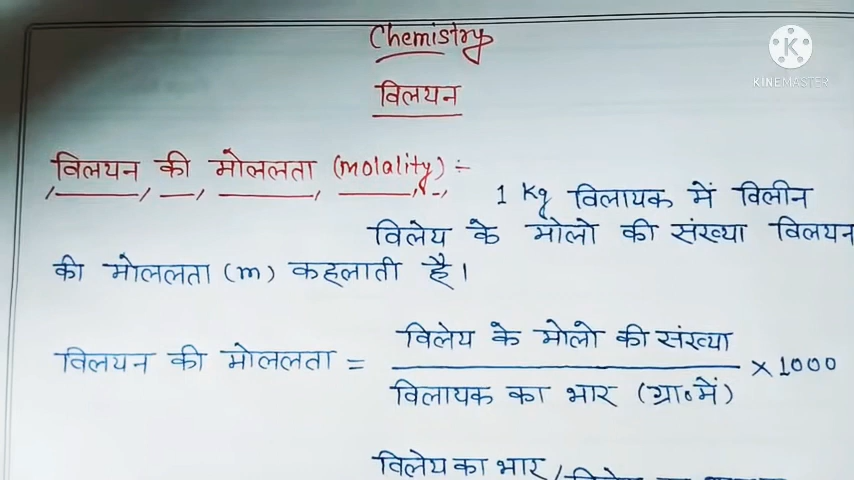 Chemistry
KINEMASTER
विलयन
विलयन की मोललता (molality) :-
1 Kg विलायक में विलीन
विलेय के मोलो की संख्या विलयन
की मोललता (m) कहलाती है।
विलयन की मोललता = विलेय के मोलो की संख्या / विलायक का भार (ग्रा॰में) × 1000
विलेय का भार /